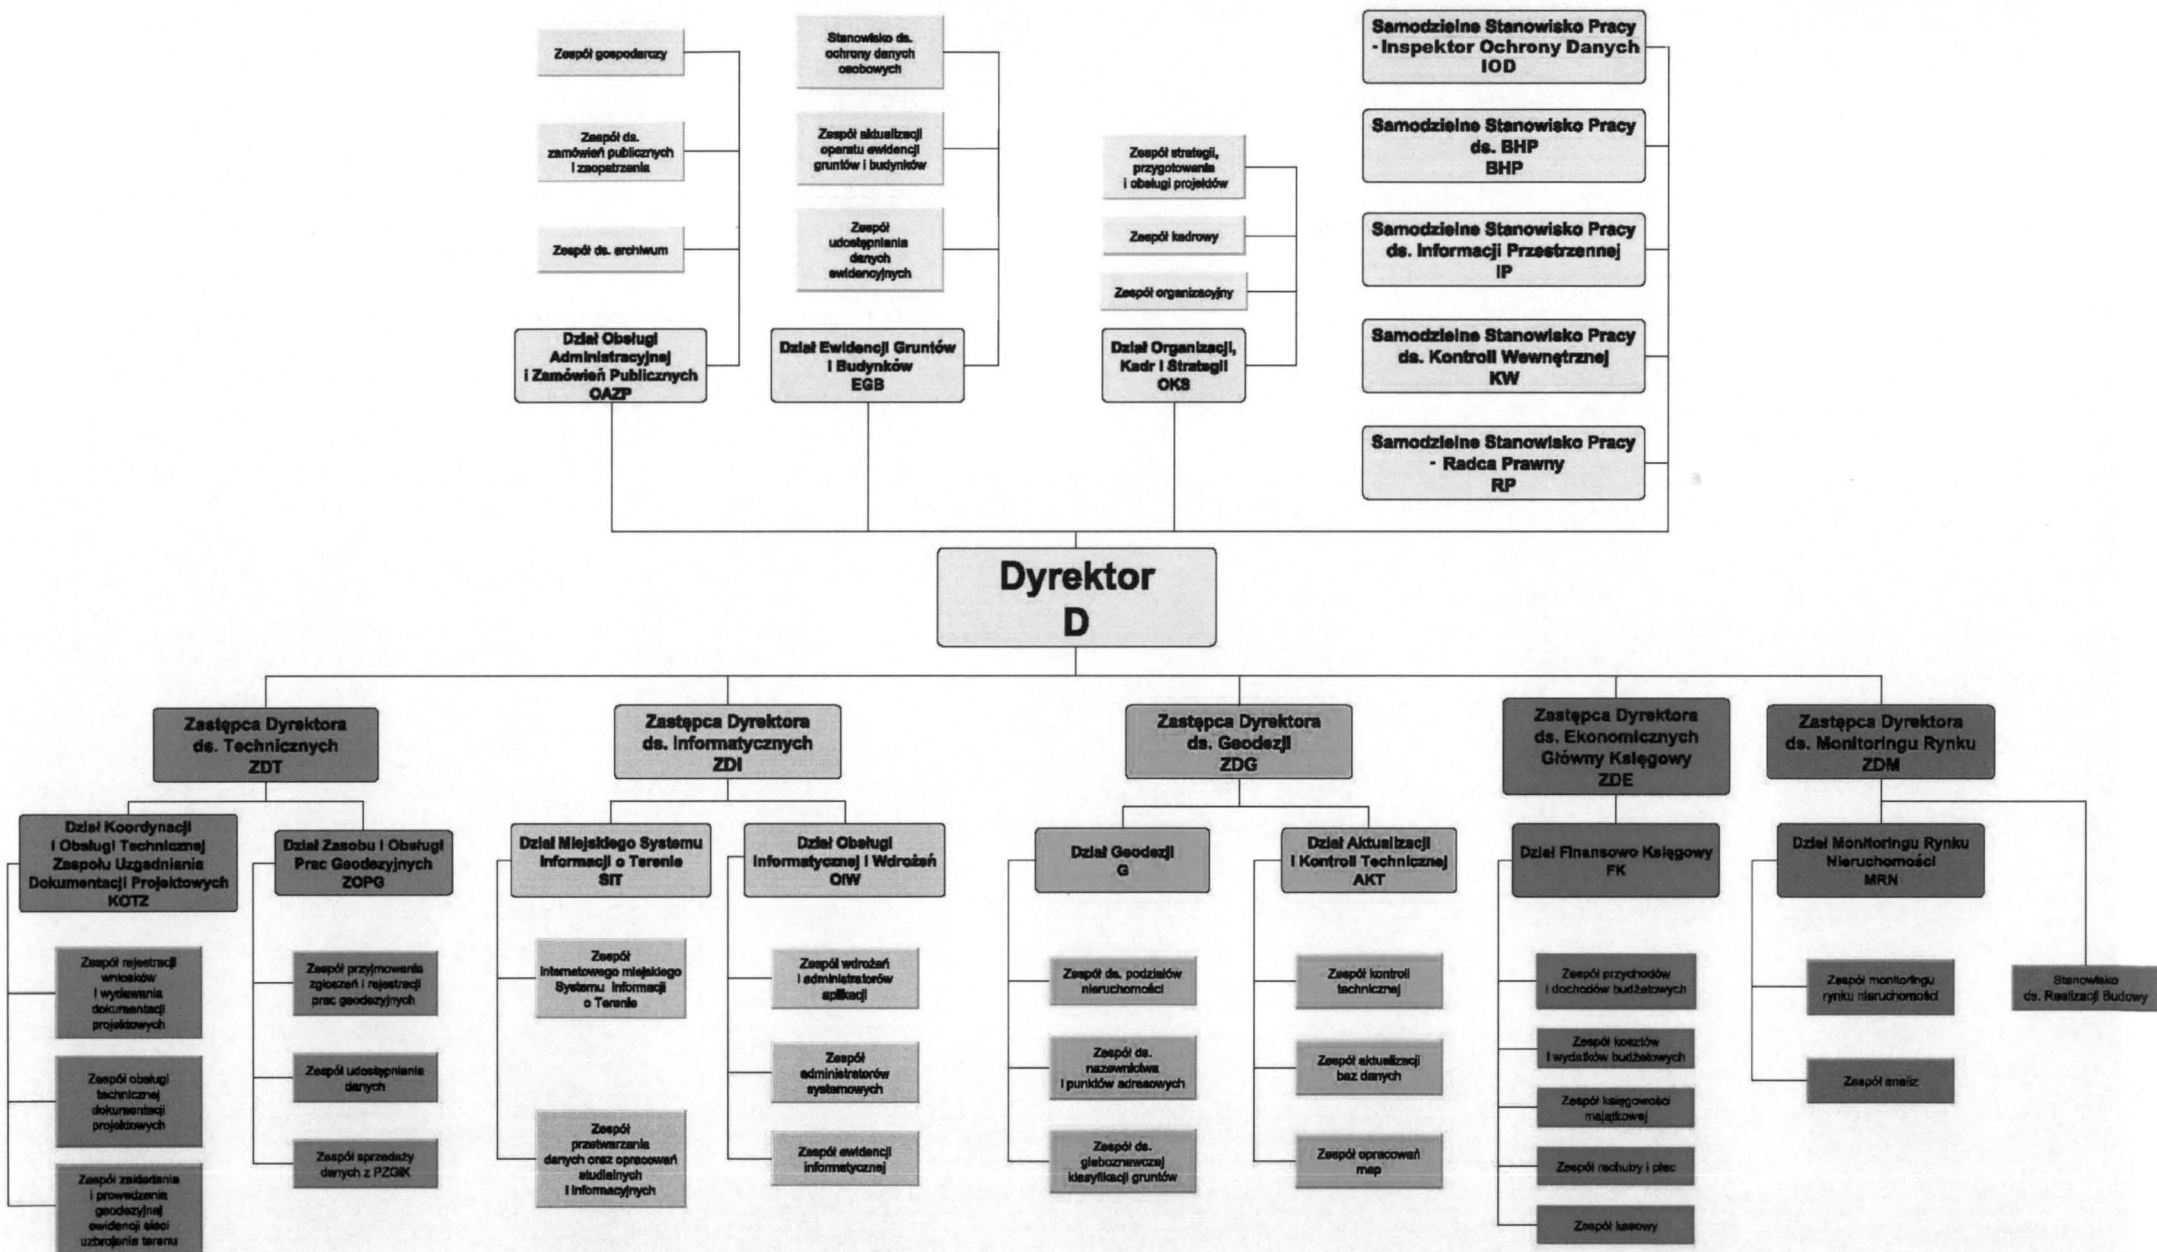 Zespół gospodarczy
Zespół ds.
zamówień publicznych
i zaopatrzenia
Zespół ds. archiwum
Dział Obsługi
Administracyjnej
i Zamówień Publicznych
OAZP
Stanowisko ds.
ochrony danych
osobowych
Zespół aktualizacji
operatu ewidencji
gruntów i budynków
Zespół
udostępniania
danych
ewidencyjnych
Dział Ewidencji Gruntów
i Budynków
EGB
Zespół strategii,
przygotowania
i obsługi projektów
Zespół kadrowy
Zespół organizacyjny
Dział Organizacji,
Kadr i Strategii
OKS
Samodzielne Stanowisko Pracy
- Inspektor Ochrony Danych
IOD
Samodzielne Stanowisko Pracy
ds. BHP
BHP
Samodzielne Stanowisko Pracy
ds. Informacji Przestrzennej
IP
Samodzielne Stanowisko Pracy
ds. Kontroli Wewnętrznej
KW
Samodzielne Stanowisko Pracy
- Radca Prawny
RP
Dyrektor
D
Zastępca Dyrektora
ds. Technicznych
ZDT
Dział Koordynacji
i Obsługi Technicznej
Zespołu Uzgadniania
Dokumentacji Projektowych
KOTZ
Zespół rejestracji
wniosków
i wydawania
dokumentacji
projektowych
Zespół obsługi
technicznej
dokumentacji
projektowych
Zespół zakładania
i prowadzenia
geodezyjnej
ewidencji sieci
uzbrojenia terenu
Dział Zasobu i Obsługi
Prac Geodezyjnych
ZOPG
Zespół przyjmowania
zgłoszeń i rejestracji
prac geodezyjnych
Zespół udostępniania
danych
Zespół sprzedaży
danych z PZGiK
Zastępca Dyrektora
ds. Informatycznych
ZDI
Dział Miejskiego Systemu
Informacji o Terenie
SIT
Zespół
internetowego miejskiego
Systemu Informacji
o Terenie
Zespół
przetwarzania
danych oraz opracowań
studialnych
i informacyjnych
Dział Obsługi
Informatycznej i Wdrożeń
OIW
Zespół wdrożeń
i administratorów
aplikacji
Zespół
administratorów
systemowych
Zespół ewidencji
informatycznej
Zastępca Dyrektora
ds. Geodezji
ZDG
Dział Geodezji
G
Zespół ds. podziałów
nieruchomości
Zespół ds.
nazewnictwa
i punktów adresowych
Zespół ds.
gleboznawczej
klasyfikacji gruntów
Dział Aktualizacji
i Kontroli Technicznej
AKT
Zespół kontroli
technicznej
Zespół aktualizacji
baz danych
Zespół opracowań
map
Zastępca Dyrektora
ds. Ekonomicznych
Główny Księgowy
ZDE
Dział Finansowo Księgowy
FK
Zespół przychodów
i dochodów budżetowych
Zespół kosztów
i wydatków budżetowych
Zespół księgowości
majątkowej
Zespół rachuby i płac
Zespół kasowy
Zastępca Dyrektora
ds. Monitoringu Rynku
ZDM
Dział Monitoringu Rynku
Nieruchomości
MRN
Zespół monitoringu
rynku nieruchomości
Zespół analiz
Stanowisko
ds. Realizacji Budowy